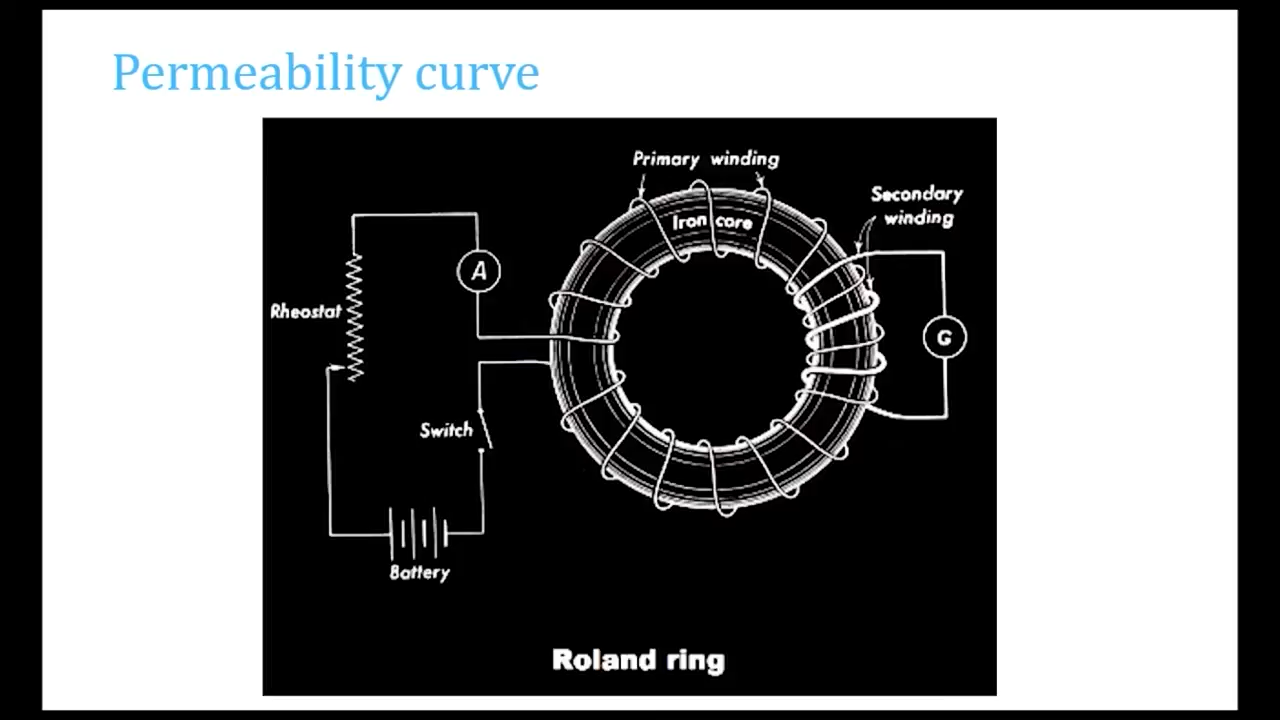 Permeability curve
Primary winding
Secondary
winding
Iron core
A
Rheostat
G
Switch
Battery
Roland ring